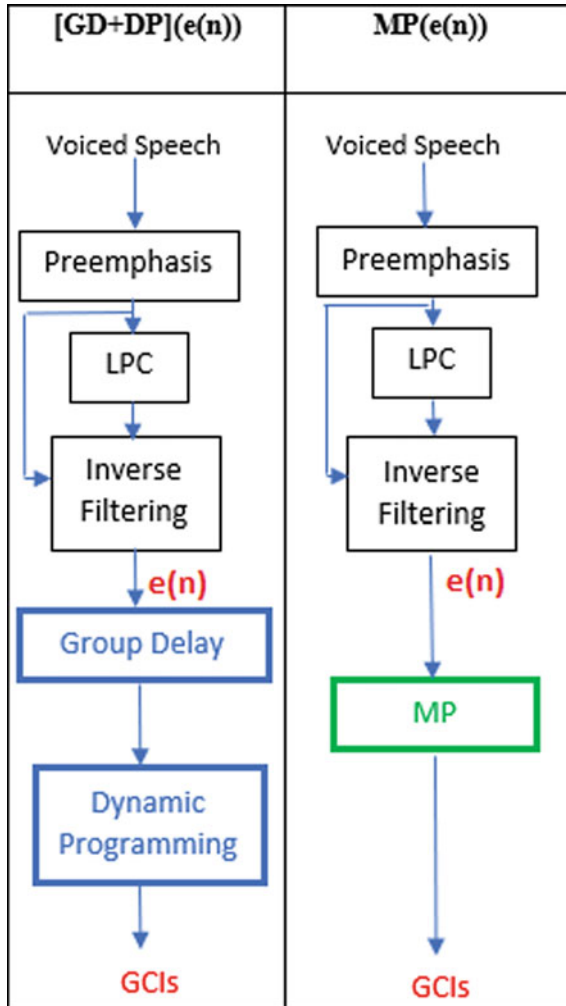 [GD+DP](e(n))
Voiced Speech
Preemphasis
LPC
Inverse
Filtering
e(n)
Group Delay
Dynamic
Programming
GCIs
MP(e(n))
Voiced Speech
Preemphasis
LPC
Inverse
Filtering
e(n)
MP
GCIs